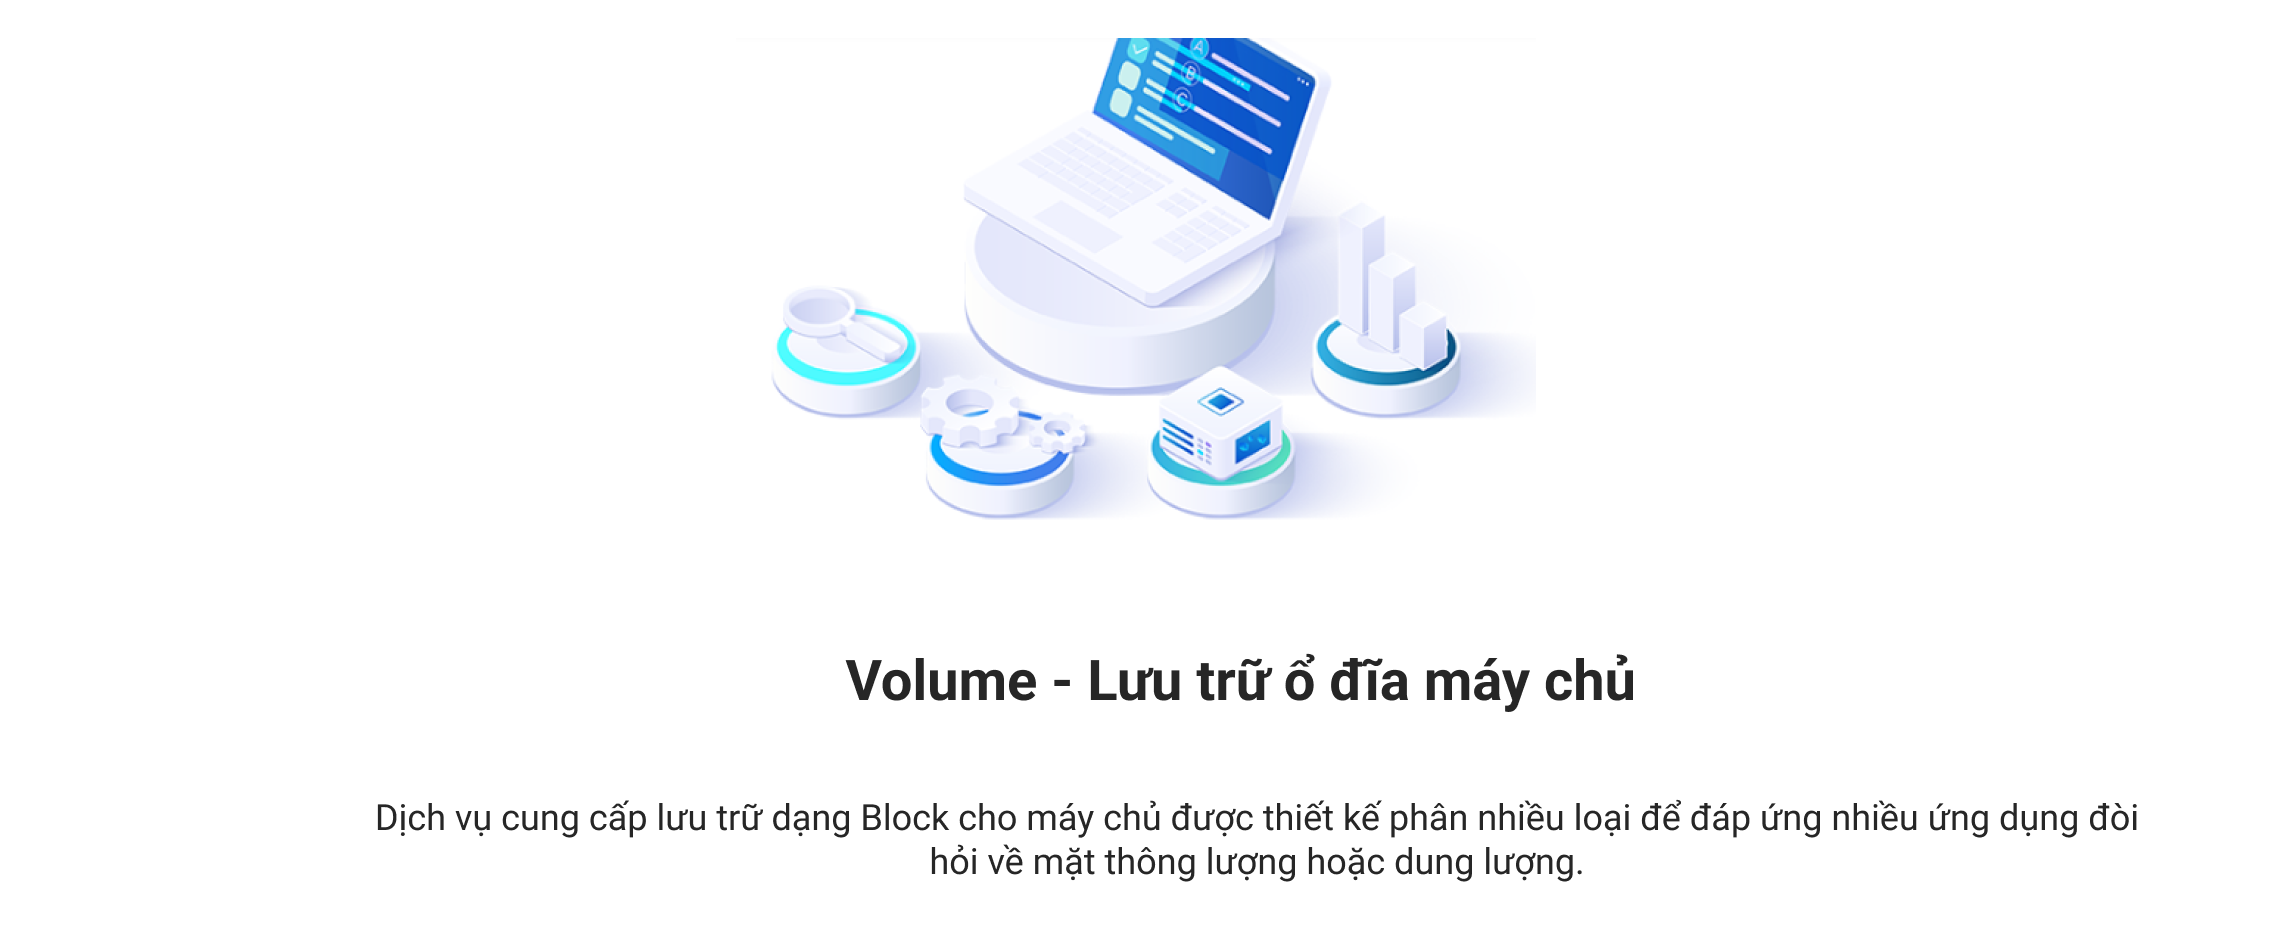 A
B
C
Volume - Lưu trữ ổ đĩa máy chủ
Dịch vụ cung cấp lưu trữ dạng Block cho máy chủ được thiết kế phân nhiều loại để đáp ứng nhiều ứng dụng đòi
hỏi về mặt thông lượng hoặc dung lượng.